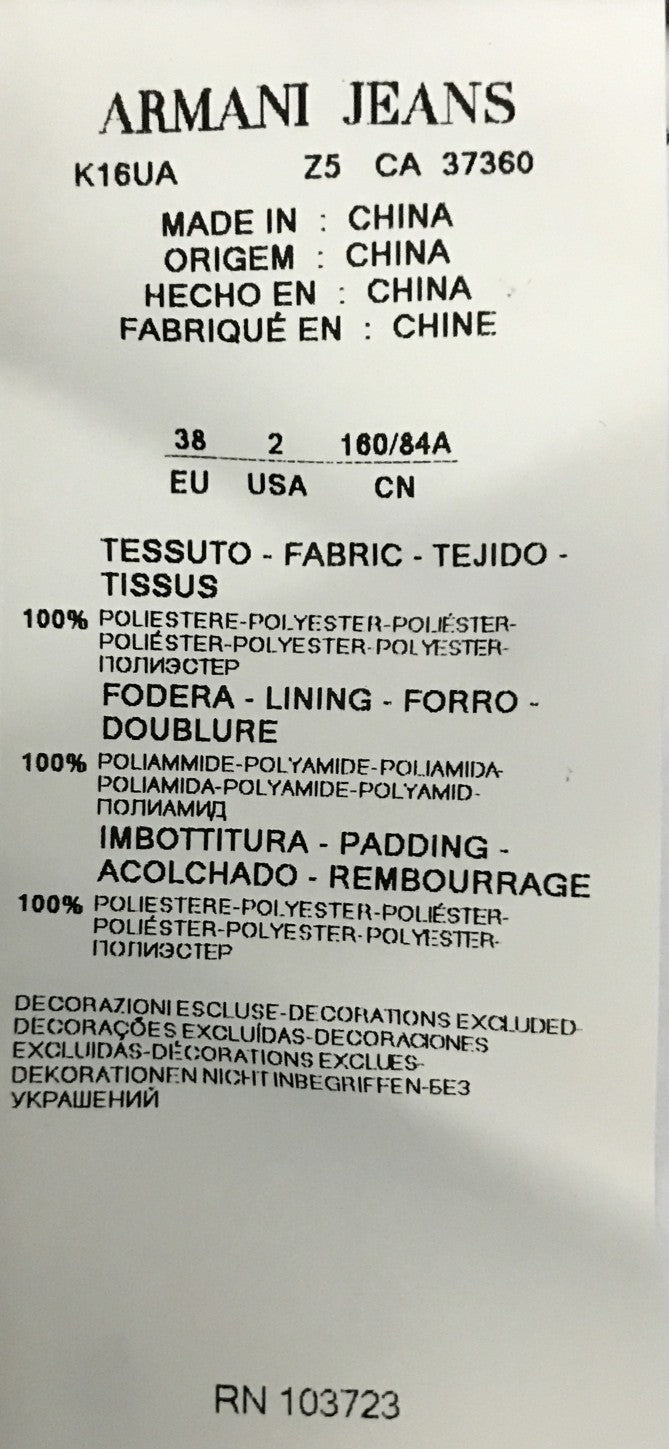 ARMANI JEANS
K16UA Z5 CA 37360
MADE IN : CHINA
ORIGEM : CHINA
HECHO EN : CHINA
FABRIQUÉ EN : CHINE
38 2 160/84A
EU USA CN
TESSUTO - FABRIC - TEJIDO -
TISSUS
100% POLIESTERE-POLYESTER-POLIÉSTER-
POLIÉSTER-POLYESTER-POLYESTER-
ПОЛИЭСТЕР
FODERA - LINING - FORRO -
DOUBLURE
100% POLIAMMIDE-POLYAMIDE-POLIAMIDA-
POLIAMIDA-POLYAMIDE-POLYAMID-
ПОЛИАМИД
IMBOTTITURA - PADDING -
ACOLCHADO - REMBOURRAGE
100% POLIESTERE-POLYESTER-POLIÉSTER-
POLIÉSTER-POLYESTER-POLYESTER-
ПОЛИЭСТЕР
DECORAZIONI ESCLUSE-DECORATIONS EXCLUDED-
DECORAÇÕES EXCLUÍDAS-DECORACIONES
EXCLUIDAS-DÉCORATIONS EXCLUES-
DEKORATIONEN NICHT INBEGRIFFEN-БЕЗ
УКРАШЕНИЙ
RN 103723